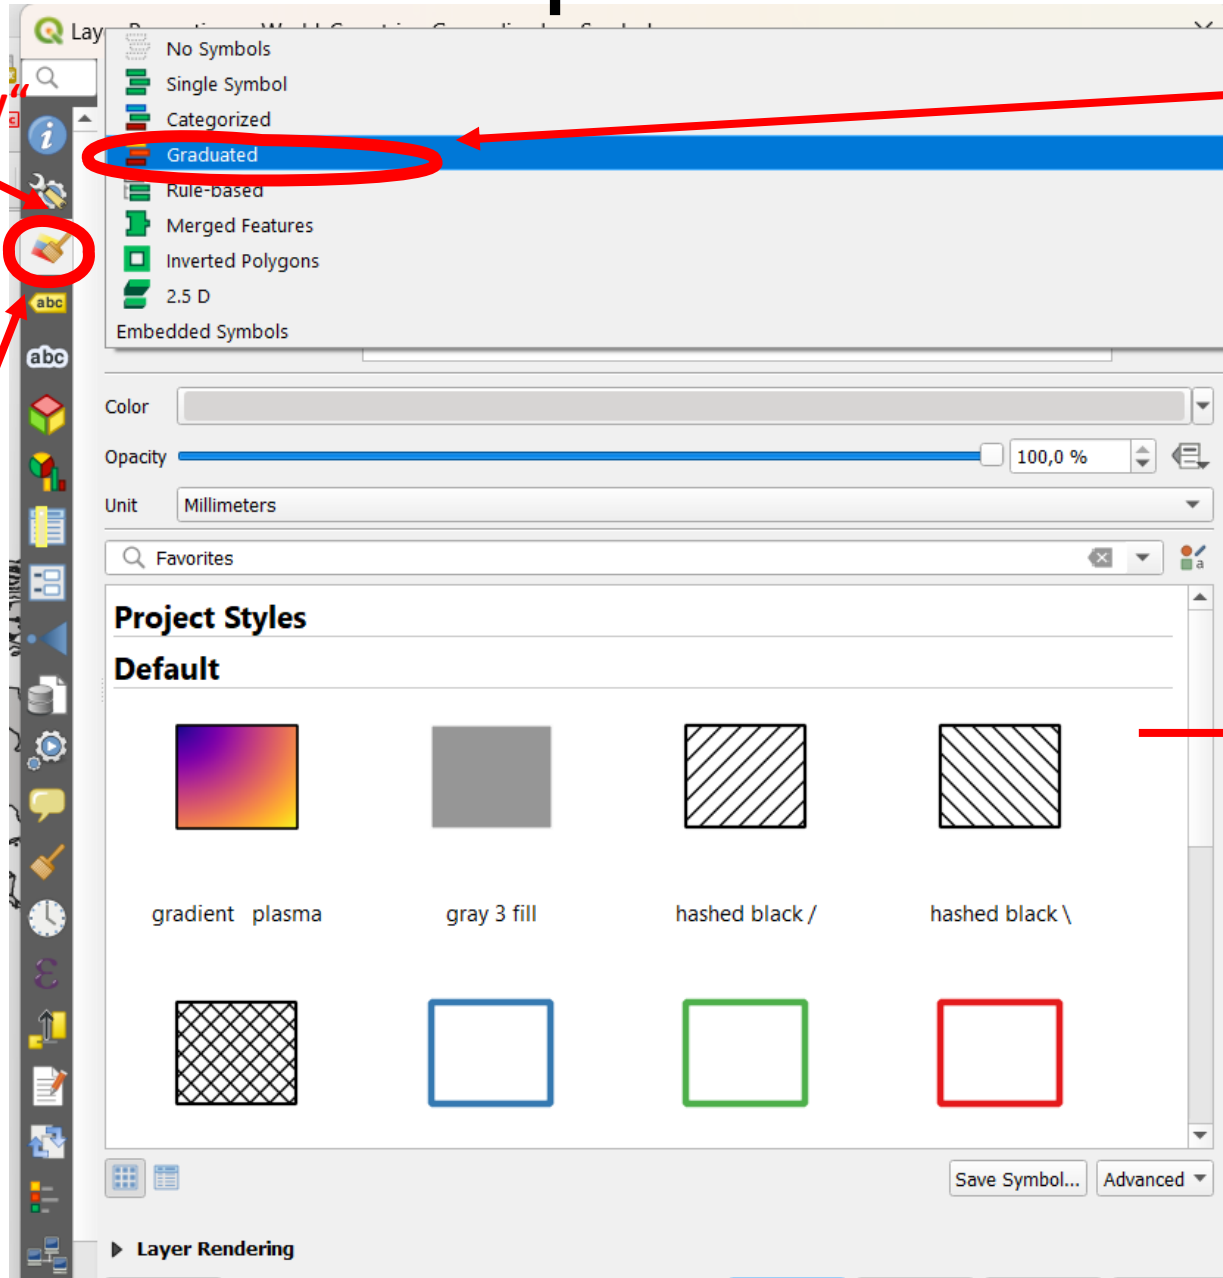 Lay
No Symbols
Single Symbol
Categorized
Graduated
Rule-based
Merged Features
Inverted Polygons
2.5 D
Embedded Symbols
abc
abc
Color
Opacity 100,0 %
Unit Millimeters
Favorites
Project Styles
Default
gradient plasma
gray 3 fill
hashed black /
hashed black \
Save Symbol...
Advanced
Layer Rendering